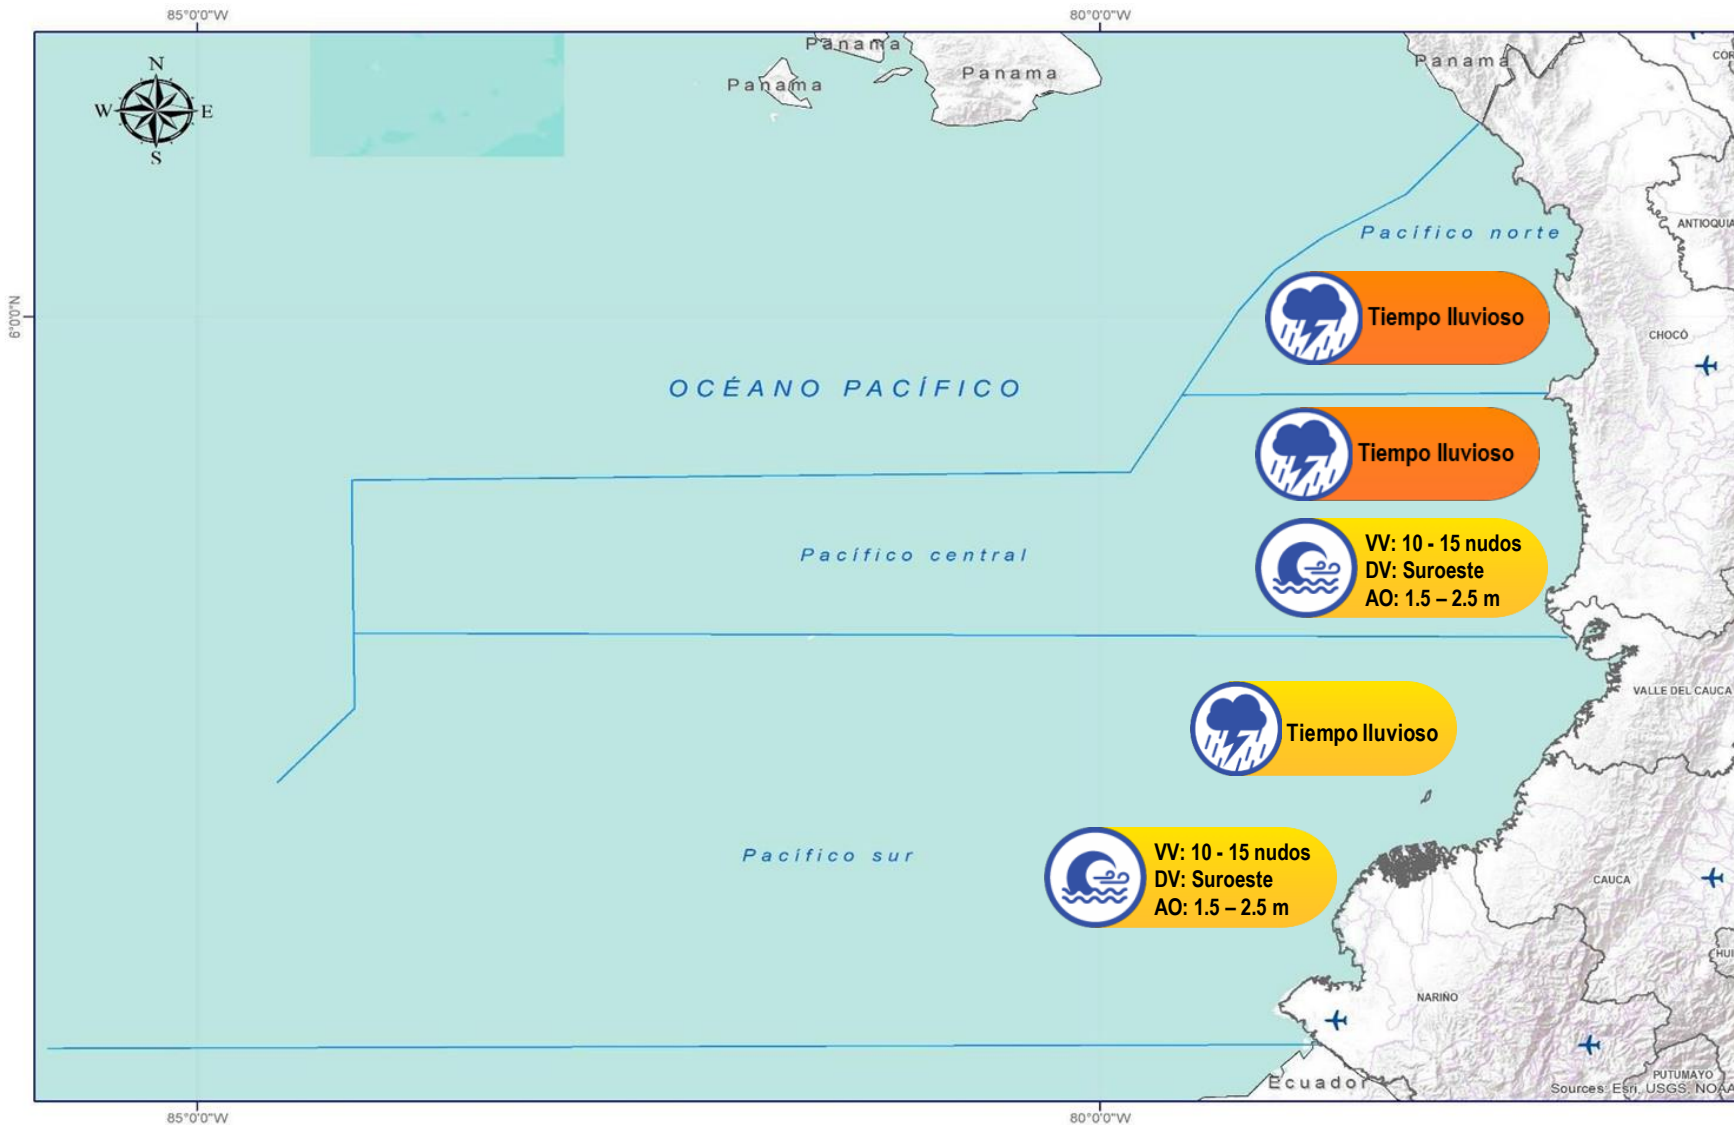 85°0'0"W
80°0'0"W
N
W
E
S
Panama
Panama
Panama
Panama
COR
ANTIOQUIA
Pacífico norte
6°0'0"N
Tiempo lluvioso
CHOCÓ
OCÉANO PACÍFICO
Tiempo lluvioso
Pacífico central
VV: 10 - 15 nudos
DV: Suroeste
AO: 1.5 – 2.5 m
VALLE DEL CAUCA
Tiempo lluvioso
Pacífico sur
VV: 10 - 15 nudos
DV: Suroeste
AO: 1.5 – 2.5 m
CAUCA
HUI
NARIÑO
PUTUMAYO
Ecuador
Sources: Esri, USGS, NOAA
85°0'0"W
80°0'0"W